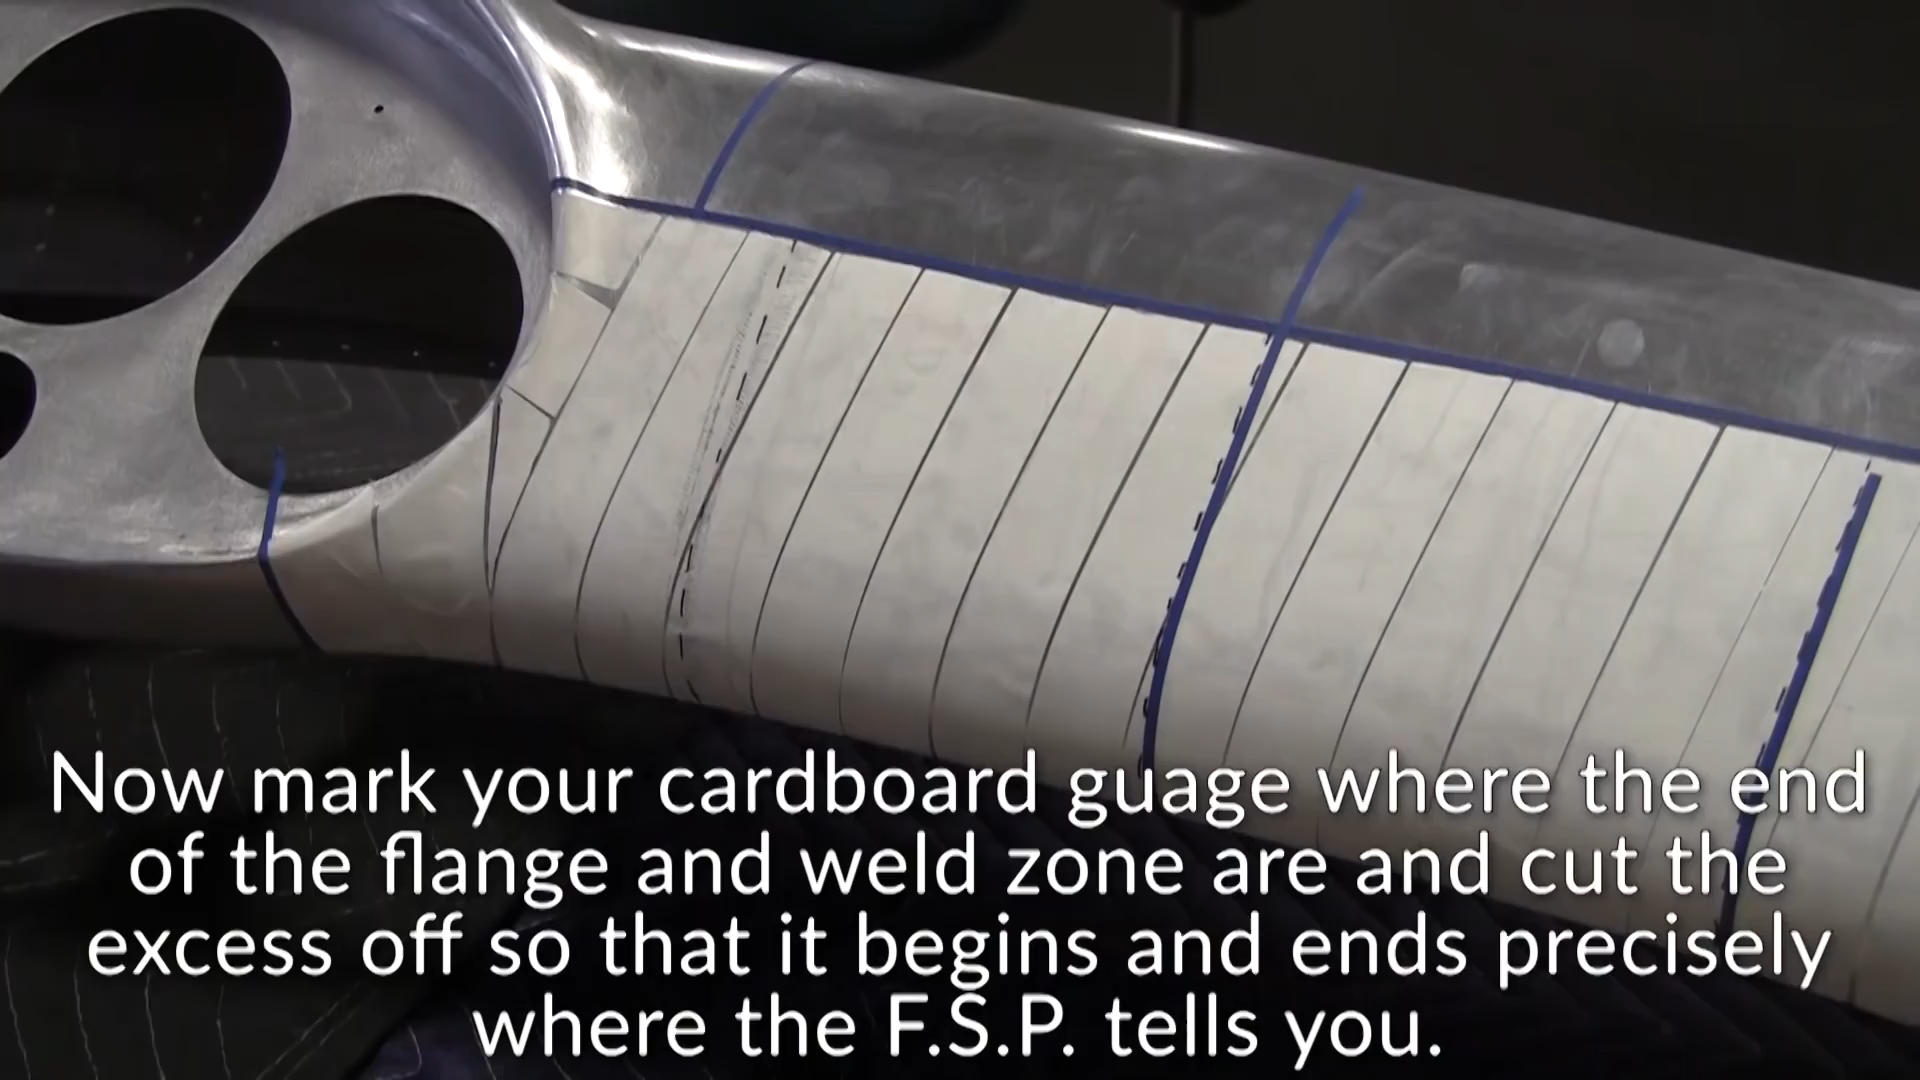 Now mark your cardboard guage where the end
of the flange and weld zone are and cut the
excess off so that it begins and ends precisely
where the F.S.P. tells you.